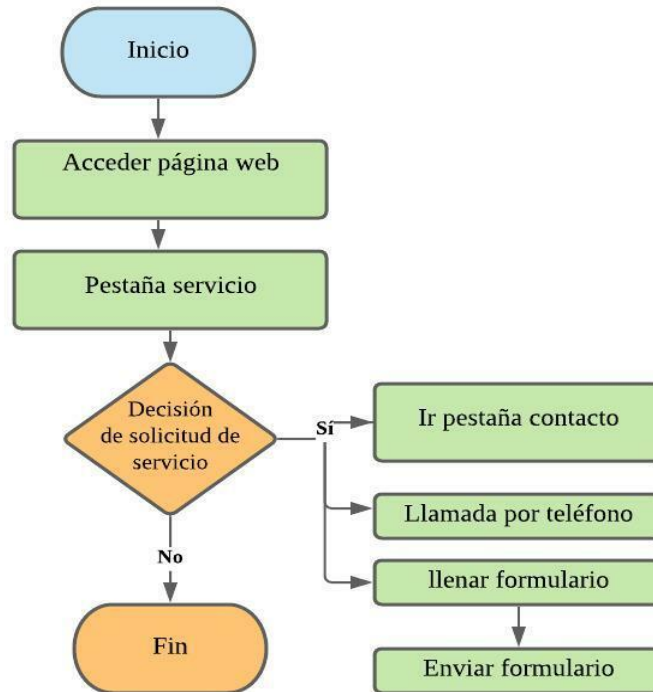 Inicio
Acceder página web
Pestaña servicio
Decisión
de solicitud de
servicio
Sí
Ir pestaña contacto
Llamada por teléfono
llenar formulario
Enviar formulario
No
Fin